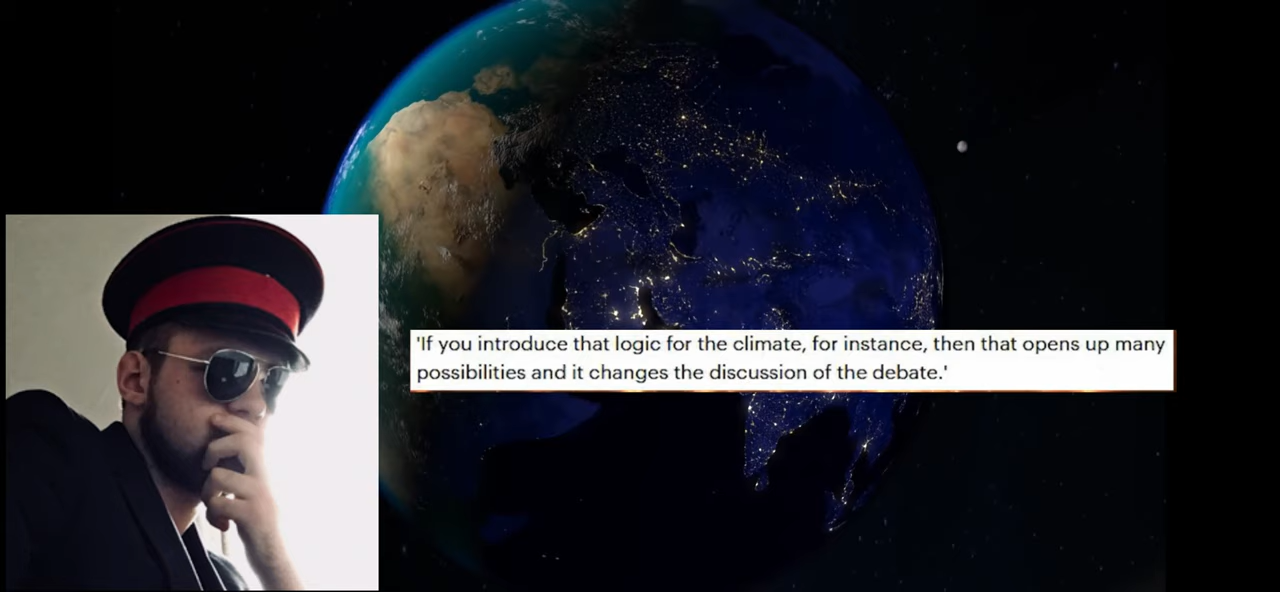 'If you introduce that logic for the climate, for instance, then that opens up many
possibilities and it changes the discussion of the debate.'